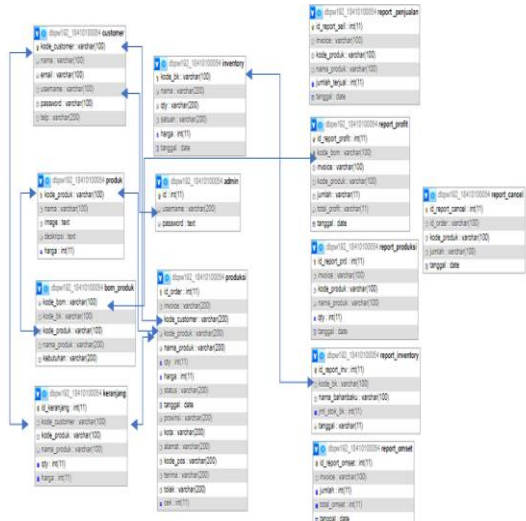 dbpw192_18410100054 customer
kode_customer : varchar(100)
nama : varchar(100)
email : varchar(100)
username : varchar(100)
password : varchar(100)
telp : varchar(200)
dbpw192_18410100054 inventory
kode_bk : varchar(100)
nama : varchar(200)
qty : varchar(200)
satuan : varchar(200)
harga : int(11)
tanggal : date
dbpw192_18410100054 report_penjualan
id_report_sell : int(11)
invoice : varchar(100)
kode_produk : varchar(100)
nama_produk : varchar(100)
jumlah_terjual : int(11)
tanggal : date
dbpw192_18410100054 report_profit
id_report_profit : int(11)
kode_bom : varchar(100)
invoice : varchar(100)
kode_produk : varchar(100)
jumlah : varchar(11)
total_profit : varchar(11)
tanggal : date
dbpw192_18410100054 produk
kode_produk : varchar(100)
nama : varchar(100)
image : text
deskripsi : text
harga : int(11)
dbpw192_18410100054 admin
id : int(11)
username : varchar(200)
password : text
dbpw192_18410100054 report_cancel
id_report_cancel : int(11)
id_order : varchar(100)
kode_produk : varchar(100)
jumlah : varchar(100)
tanggal : date
dbpw192_18410100054 report_produksi
id_report_prd : int(11)
invoice : varchar(100)
kode_produk : varchar(100)
nama_produk : varchar(100)
qty : int(11)
tanggal : date
dbpw192_18410100054 bom_produk
kode_bom : varchar(100)
kode_bk : varchar(100)
kode_produk : varchar(100)
nama_produk : varchar(200)
kebutuhan : varchar(200)
dbpw192_18410100054 produksi
id_order : int(11)
invoice : varchar(200)
kode_customer : varchar(200)
kode_produk : varchar(200)
nama_produk : varchar(200)
qty : int(11)
harga : int(11)
status : varchar(200)
tanggal : date
provinsi : varchar(200)
kota : varchar(200)
alamat : varchar(200)
kode_pos : varchar(200)
terima : varchar(200)
tolak : varchar(200)
cek : int(11)
dbpw192_18410100054 report_inventory
id_report_inv : int(11)
kode_bk : varchar(100)
nama_bahanbaku : varchar(100)
jml_stok_bk : int(11)
tanggal : varchar(11)
dbpw192_18410100054 keranjang
id_keranjang : int(11)
kode_customer : varchar(100)
kode_produk : varchar(100)
nama_produk : varchar(100)
qty : int(11)
harga : int(11)
dbpw192_18410100054 report_omset
id_report_omset : int(11)
invoice : varchar(100)
jumlah : int(11)
total_omset : int(11)
tanggal : date